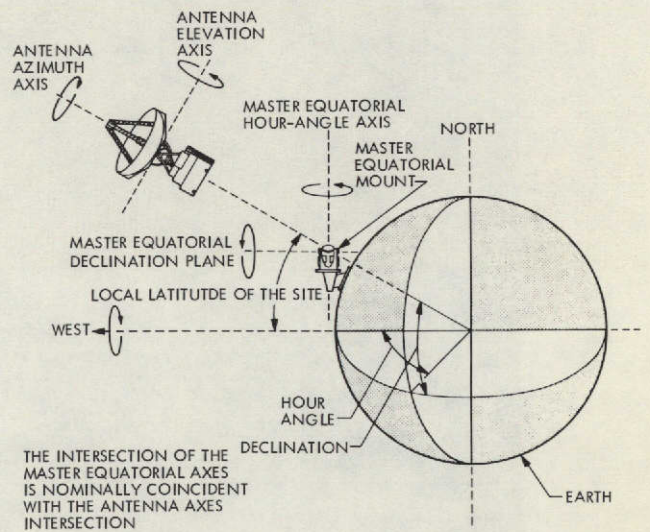 ANTENNA
ELEVATION
AXIS
ANTENNA
AZIMUTH
AXIS
MASTER EQUATORIAL
HOUR-ANGLE AXIS
NORTH
MASTER
EQUATORIAL
MOUNT
MASTER EQUATORIAL
DECLINATION PLANE
LOCAL LATITUTDE OF THE SITE
WEST
HOUR
ANGLE
DECLINATION
EARTH
THE INTERSECTION OF THE
MASTER EQUATORIAL AXES
IS NOMINALLY COINCIDENT
WITH THE ANTENNA AXES
INTERSECTION